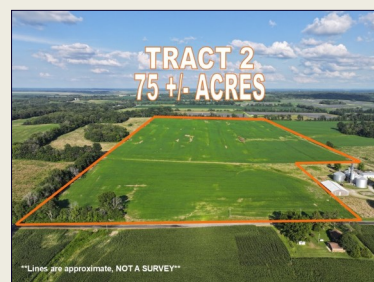 TRACT 2
75 +/- ACRES
**Lines are approximate, NOT A SURVEY**